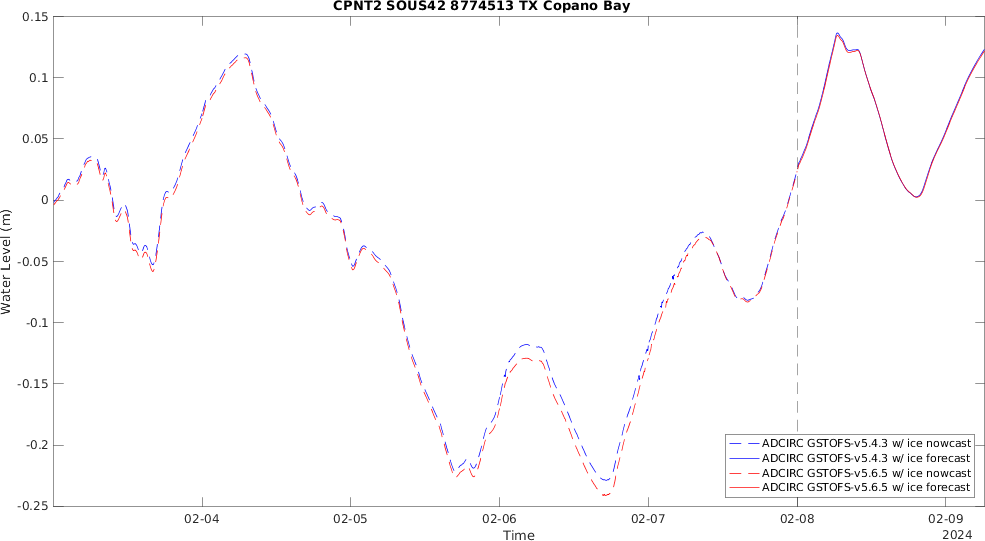 CPNT2 SOUS42 8774513 TX Copano Bay
0.15
0.1
0.05
0
-0.05
-0.1
-0.15
-0.2
-0.25
Water Level (m)
ADCIRC GSTOFS-v5.4.3 w/ ice nowcast
ADCIRC GSTOFS-v5.4.3 w/ ice forecast
ADCIRC GSTOFS-v5.6.5 w/ ice nowcast
ADCIRC GSTOFS-v5.6.5 w/ ice forecast
02-04 02-05 02-06 02-07 02-08 02-09
Time 2024